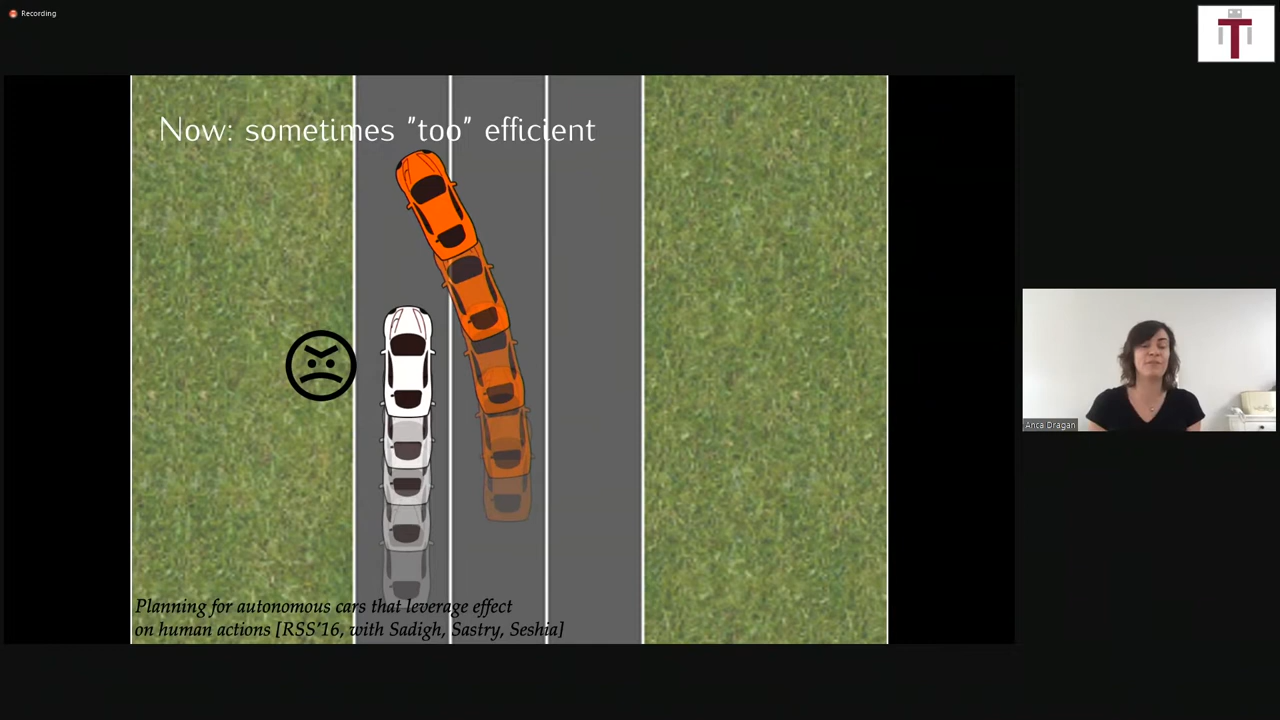 Recording
T
Now: sometimes "too" efficient
Anca Dragan
Planning for autonomous cars that leverage effect
on human actions [RSS'16, with Sadigh, Sastry, Seshia]